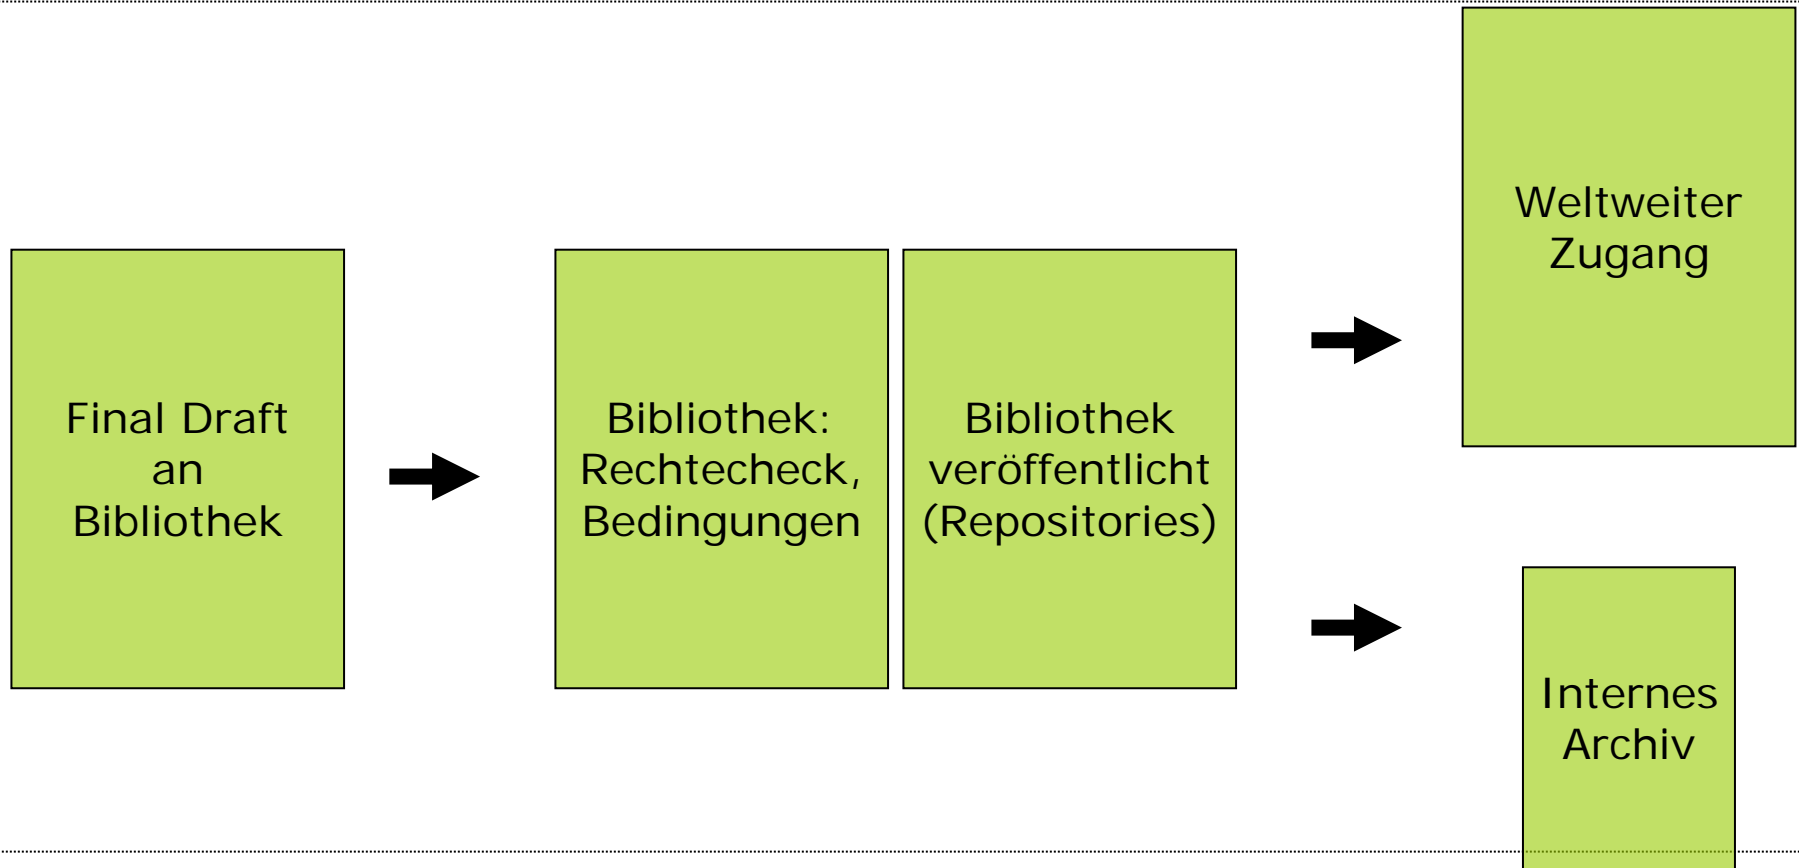 Final Draft
an
Bibliothek
Bibliothek:
Rechtecheck,
Bedingungen
Bibliothek
veröffentlicht
(Repositories)
Weltweiter
Zugang
Internes
Archiv